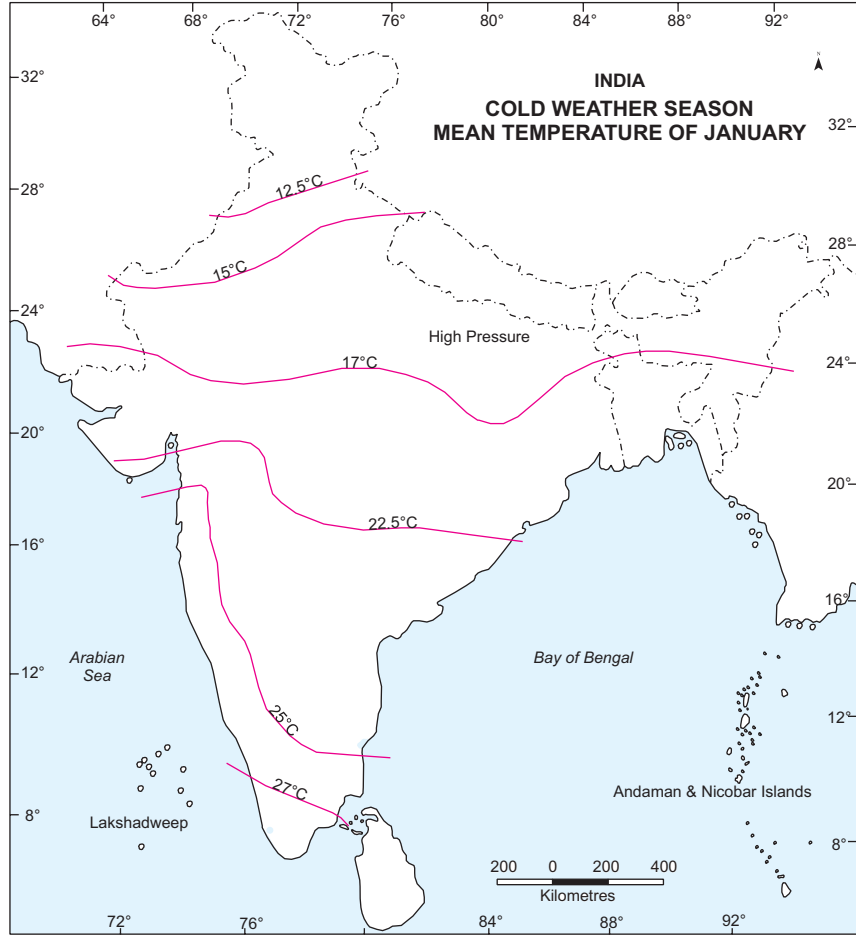 64° 68° 72° 76° 80° 84° 88° 92°
N
32°
INDIA
COLD WEATHER SEASON
MEAN TEMPERATURE OF JANUARY
32°
28°
12.5°C
28°
15°C
24°
High Pressure
17°C
24°
20°
20°
22.5°C
16°
16°
Arabian
Sea
Bay of Bengal
12°
25°C
12°
27°C
Andaman & Nicobar Islands
8°
Lakshadweep
8°
200 0 200 400
Kilometres
72° 76° 84° 88° 92°